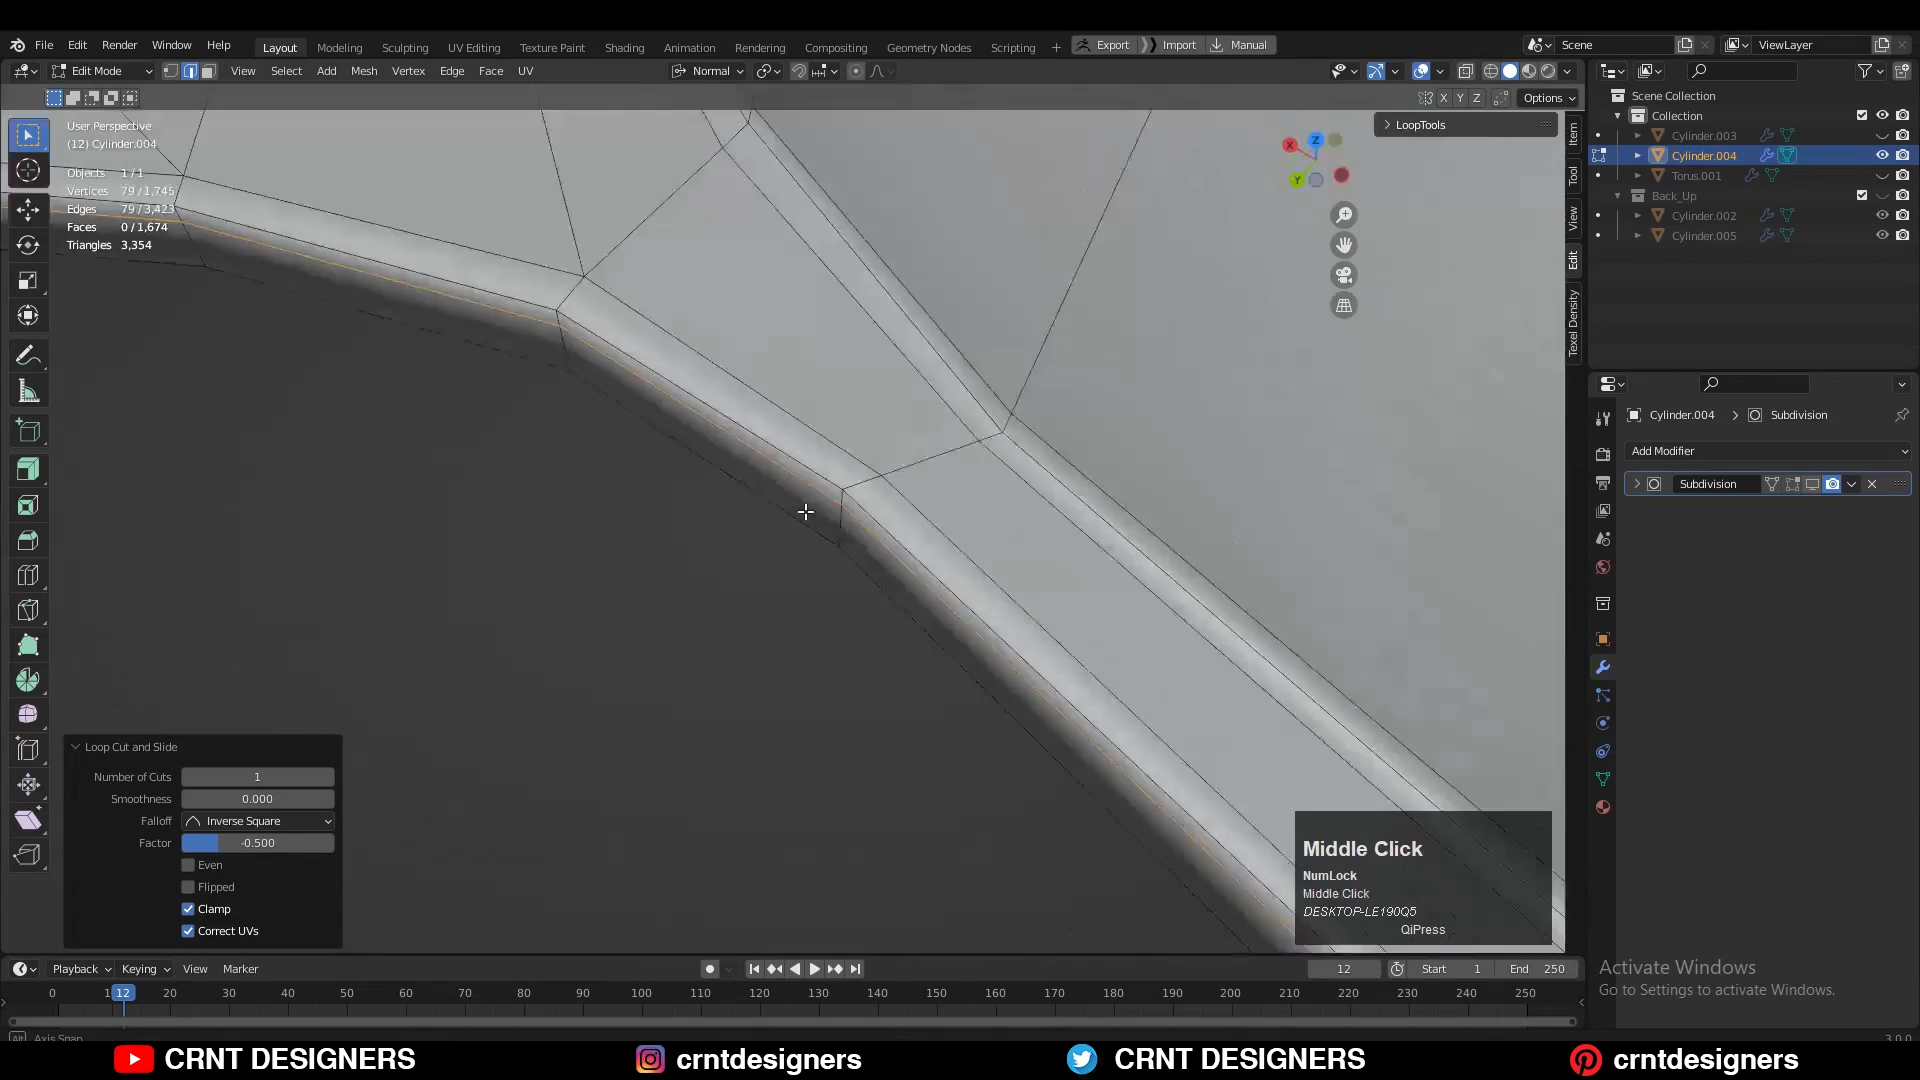 File Edit Render Window Help Layout Modeling Sculpting UV Editing Texture Paint Shading Animation Rendering Compositing Geometry Nodes Scripting + Export Import Manual Scene ViewLayer
Edit Mode View Select Add Mesh Vertex Edge Face UV Normal
X Y Z Options
User Perspective
(12) Cylinder.004
Objects 1/1
Vertices 79/1,745
Edges 79/3,423
Faces 0/1,674
Triangles 3,354
LoopTools
X
Z
Y
Item
Tool
View
Edit
Texel Density
Scene Collection
Collection
Cylinder.003
Cylinder.004
Torus.001
Back_Up
Cylinder.002
Cylinder.005
Cylinder.004 > Subdivision
Add Modifier
Subdivision
Loop Cut and Slide
Number of Cuts 1
Smoothness 0.000
Falloff Inverse Square
Factor -0.500
Even
Flipped
Clamp
Correct UVs
Middle Click
NumLock
Middle Click
DESKTOP-LE190Q5
QiPress
Playback Keying View Marker 12 Start 1 End 250
0 1 12 20 30 40 50 60 70 80 90 100 110 120 130 140 150 160 170 180 190 200 210 220 230 240 250
Activate Windows
Go to Settings to activate Windows.
Axis Snap
3.0.0
CRNT DESIGNERS crntdesigners CRNT DESIGNERS crntdesigners